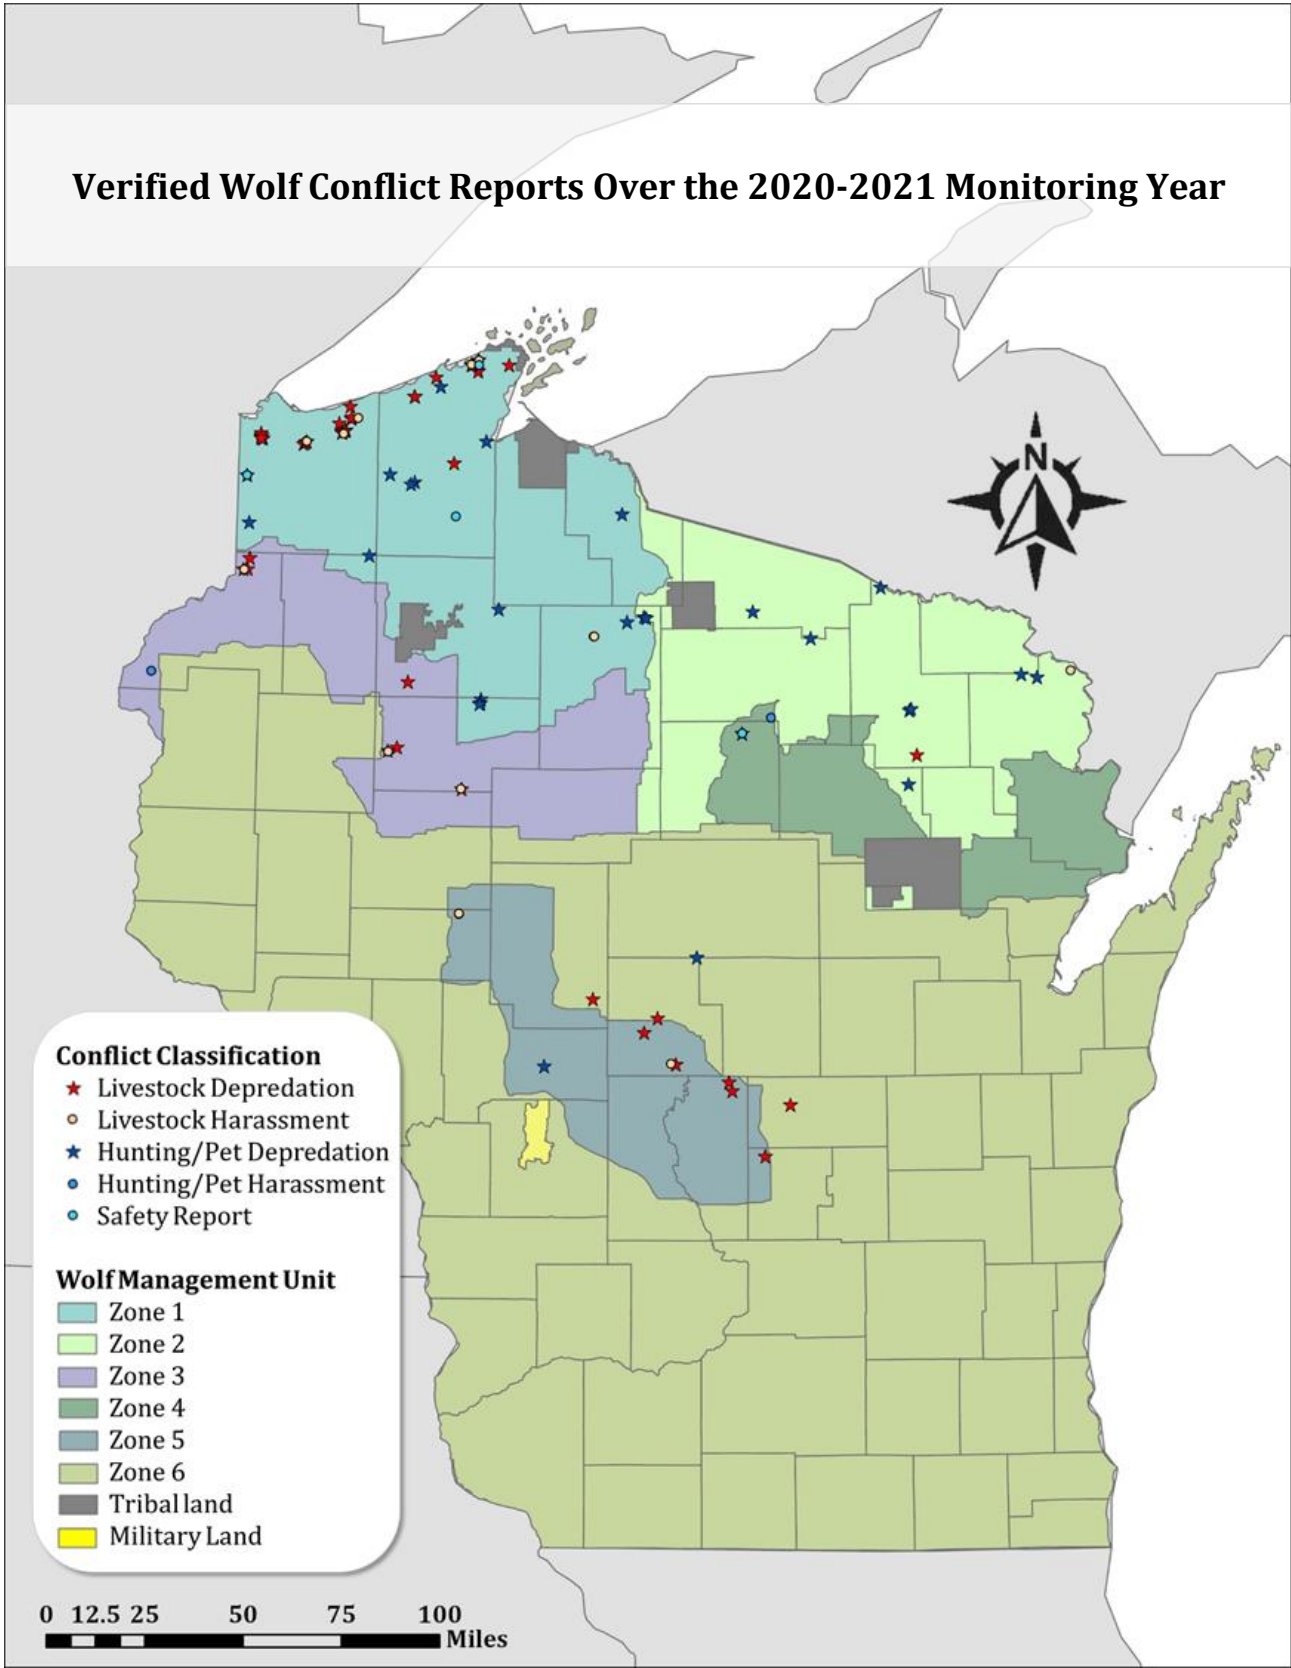 Verified Wolf Conflict Reports Over the 2020-2021 Monitoring Year
N
Conflict Classification
Livestock Depredation
Livestock Harassment
Hunting/Pet Depredation
Hunting/Pet Harassment
Safety Report
Wolf Management Unit
Zone 1
Zone 2
Zone 3
Zone 4
Zone 5
Zone 6
Tribal land
Military Land
0 12.5 25 50 75 100
Miles